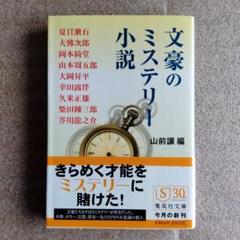 文豪の
ミステリー
小説
山前譲 編
夏目漱石
大佛次郎
岡本綺堂
山本周五郎
大岡昇平
幸田露伴
久米正雄
柴田錬三郎
芥川龍之介
きらめく才能を
ミステリーに
賭けた!
S
30
集英社文庫
今月の新刊